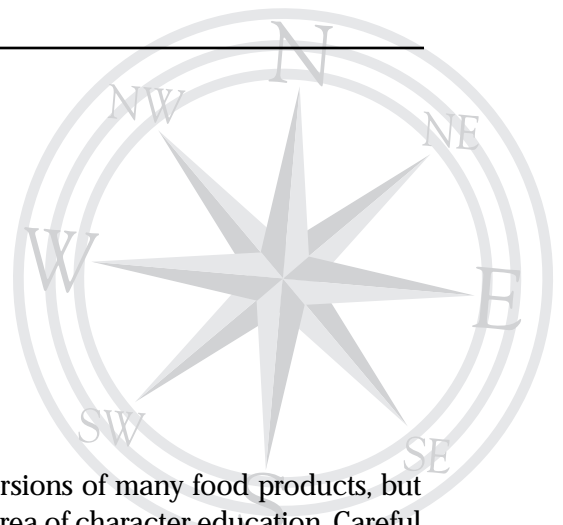 N
NW
NE
W
E
SW
SE
S
rsions of many food products, but
rea of character education. Careful